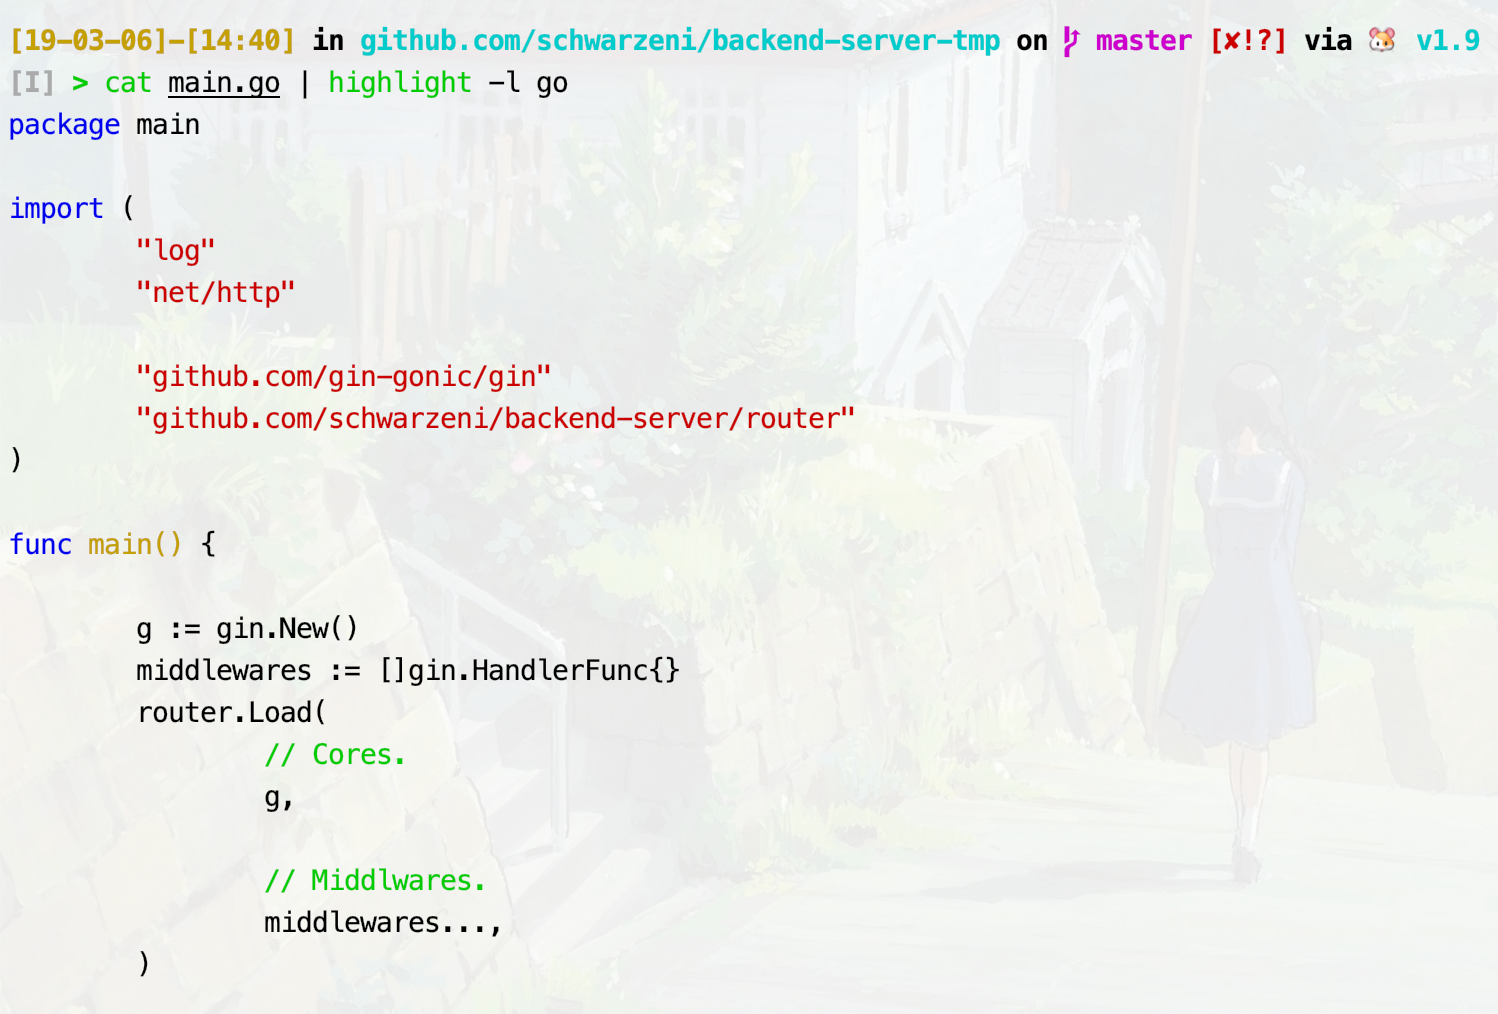 [19-03-06]-[14:40] in github.com/schwarzeni/backend-server-tmp on master [✘!?] via 🐹 v1.9
[I] > cat main.go | highlight -l go
package main
import (
"log"
"net/http"
"github.com/gin-gonic/gin"
"github.com/schwarzeni/backend-server/router"
)
func main() {
g := gin.New()
middlewares := []gin.HandlerFunc{}
router.Load(
// Cores.
g,
// Middlwares.
middlewares...,
)